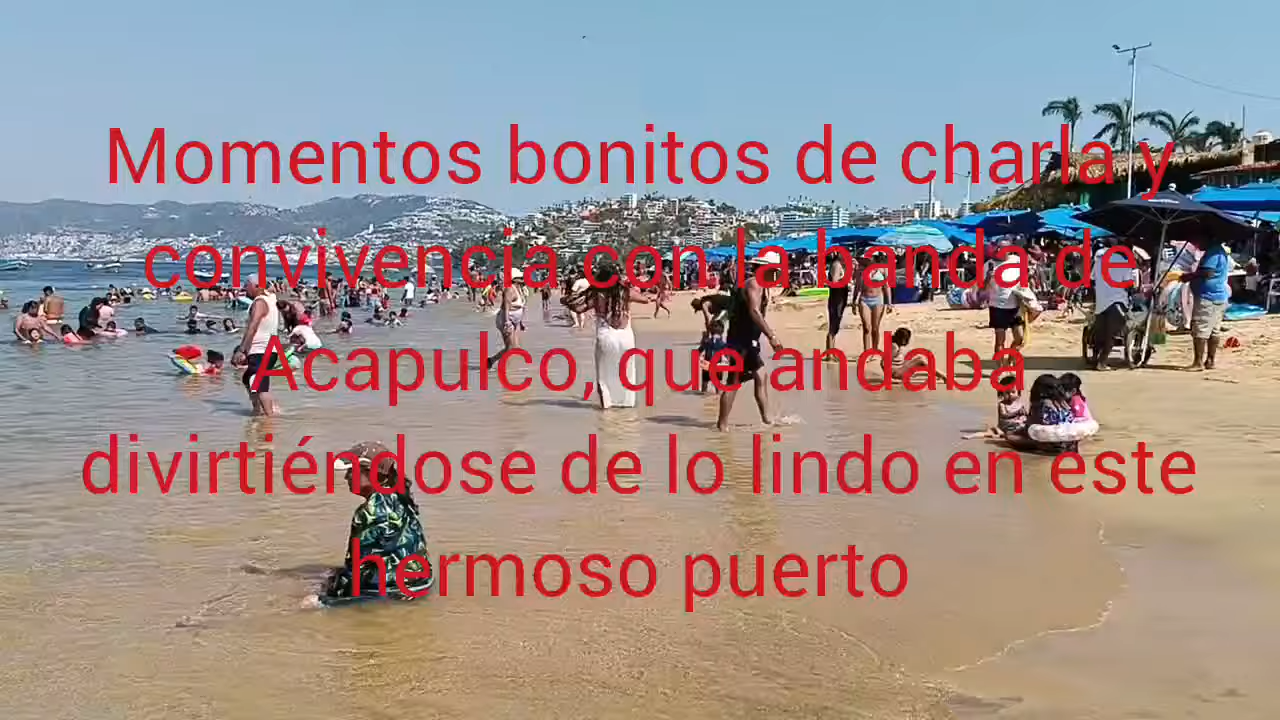 Momentos bonitos de charla y
convivencia con la banda de
Acapulco, que andaba
divirtiéndose de lo lindo en este
hermoso puerto